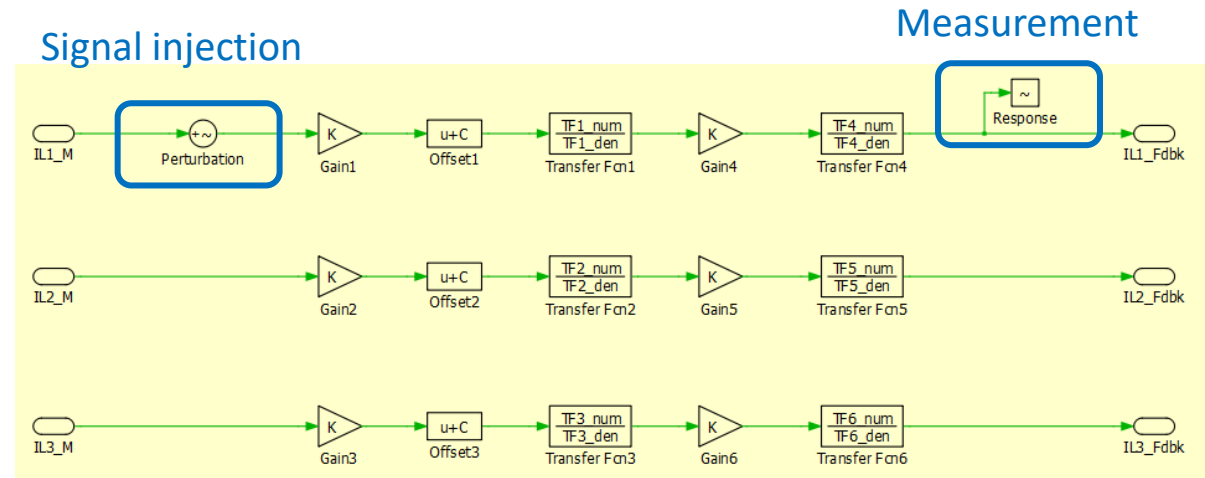 Signal injection
Measurement
+~
~
Response
IL1_M
Perturbation
K
Gain1
u+C
Offset1
TF1_num
TF1_den
Transfer Fcn1
K
Gain4
TF4_num
TF4_den
Transfer Fcn4
IL1_Fdbk
IL2_M
K
Gain2
u+C
Offset2
TF2_num
TF2_den
Transfer Fcn2
K
Gain5
TF5_num
TF5_den
Transfer Fcn5
IL2_Fdbk
IL3_M
K
Gain3
u+C
Offset3
TF3_num
TF3_den
Transfer Fcn3
K
Gain6
TF6_num
TF6_den
Transfer Fcn6
IL3_Fdbk